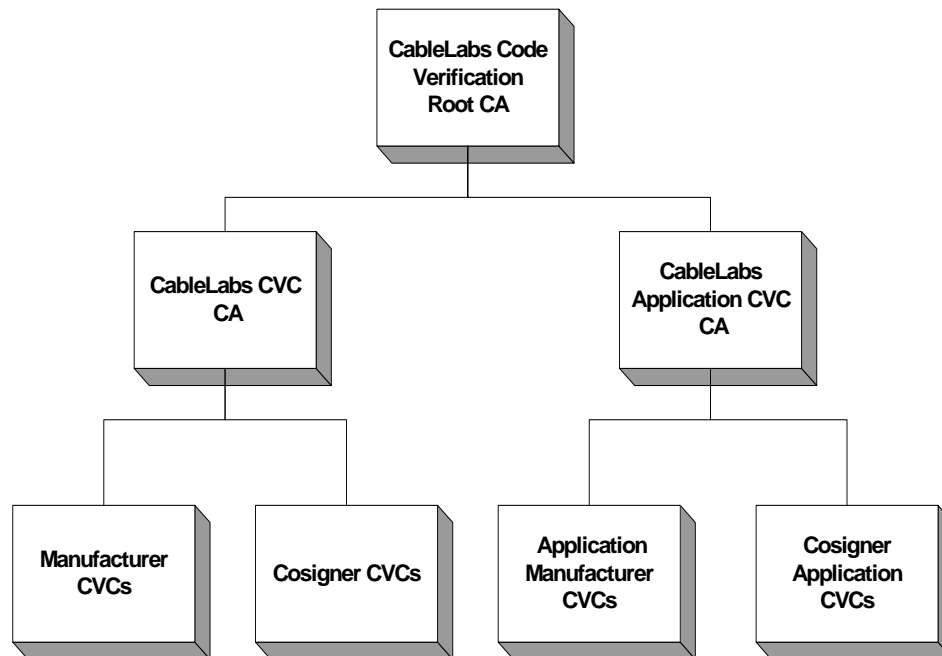 CableLabs Code
Verification
Root CA
CableLabs CVC
CA
CableLabs
Application CVC
CA
Manufacturer
CVCs
Cosigner CVCs
Application
Manufacturer
CVCs
Cosigner
Application
CVCs